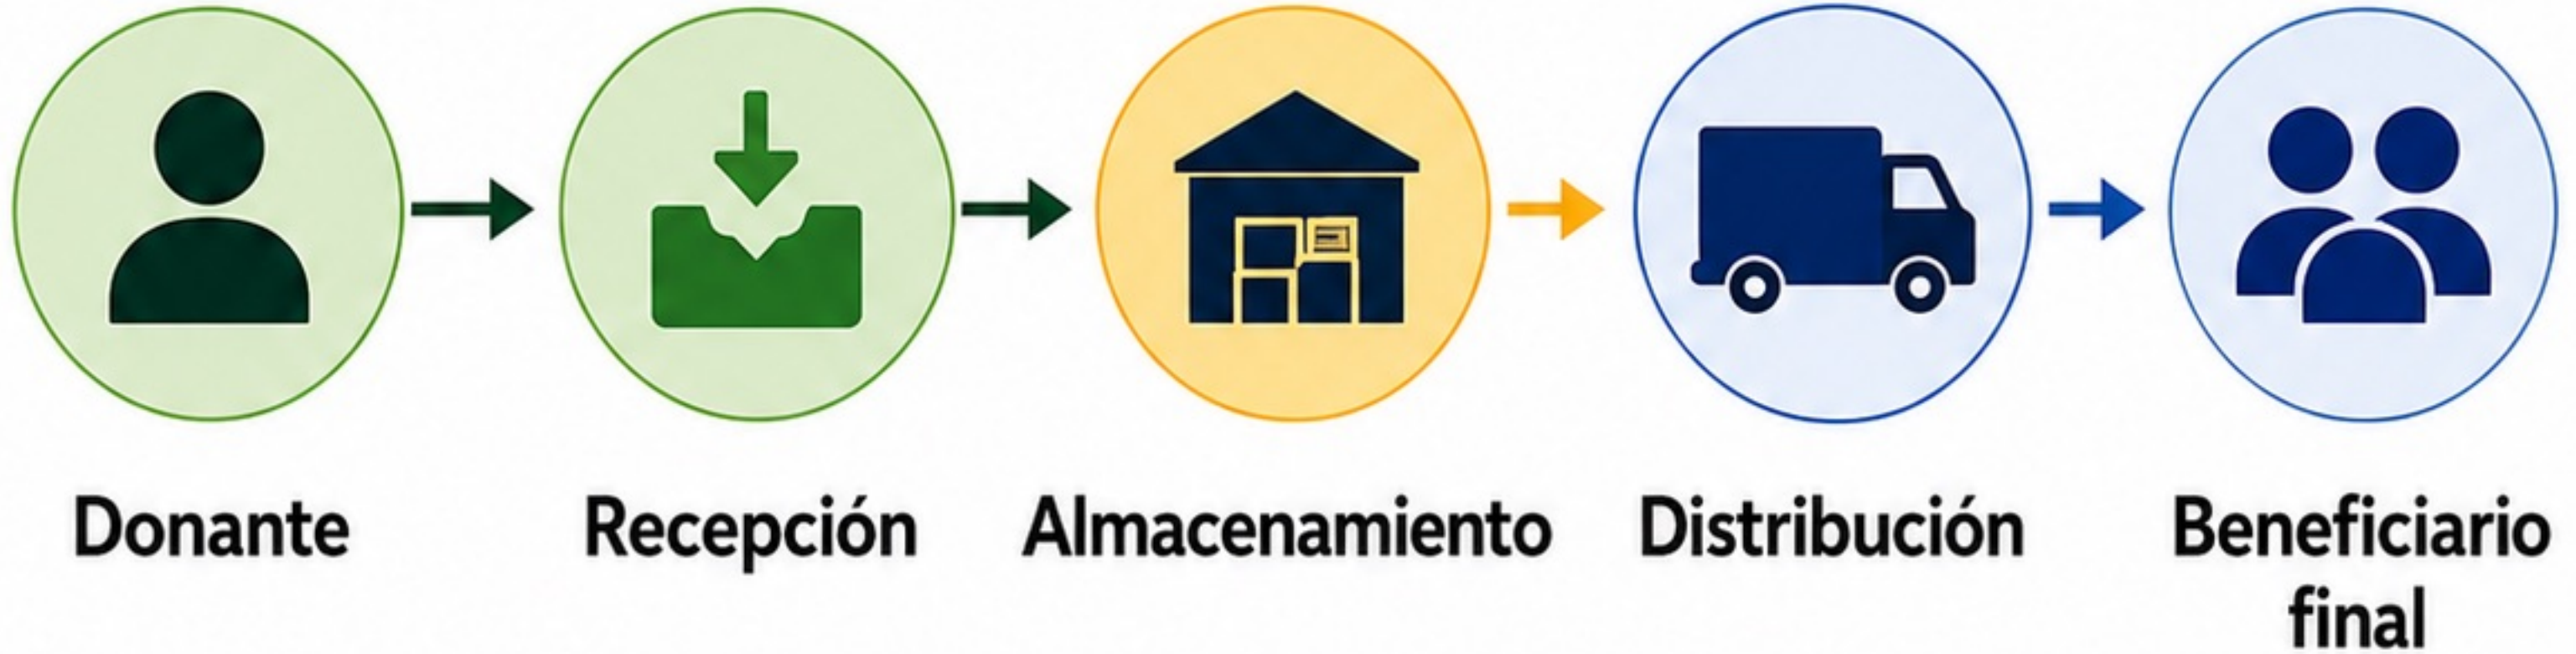 Donante
Recepción
Almacenamiento
Distribución
Beneficiario
final